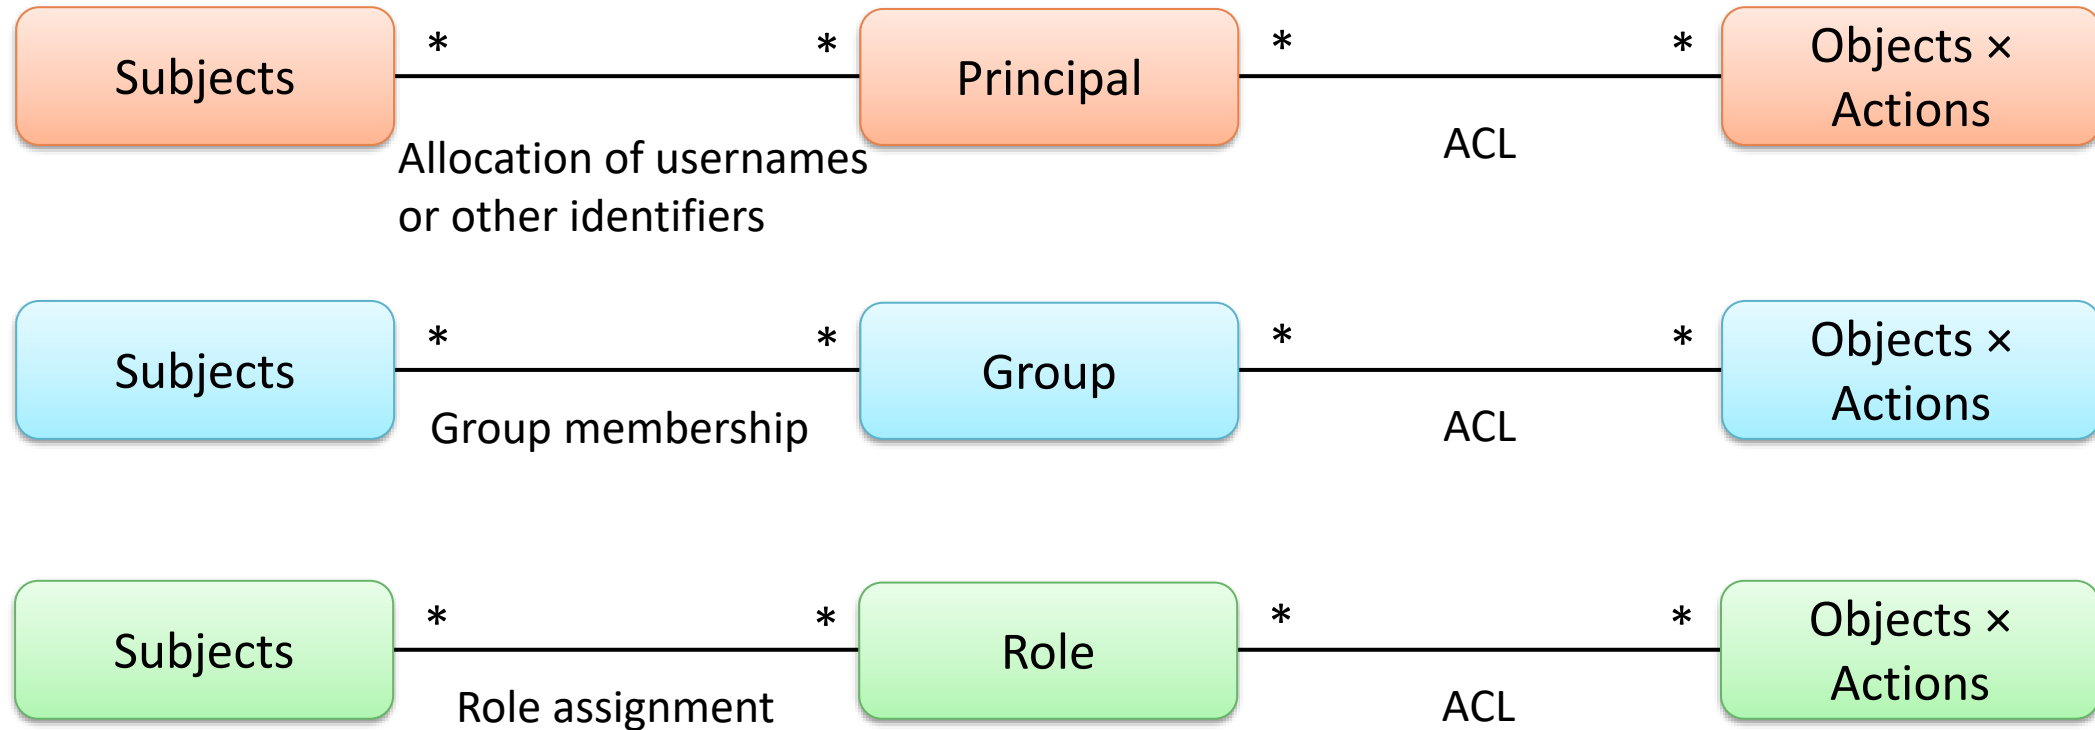 Subjects
*
*
Principal
*
*
Objects ×
Actions
Allocation of usernames
or other identifiers
ACL
Subjects
*
*
Group
*
*
Objects ×
Actions
Group membership
ACL
Subjects
*
*
Role
*
*
Objects ×
Actions
Role assignment
ACL